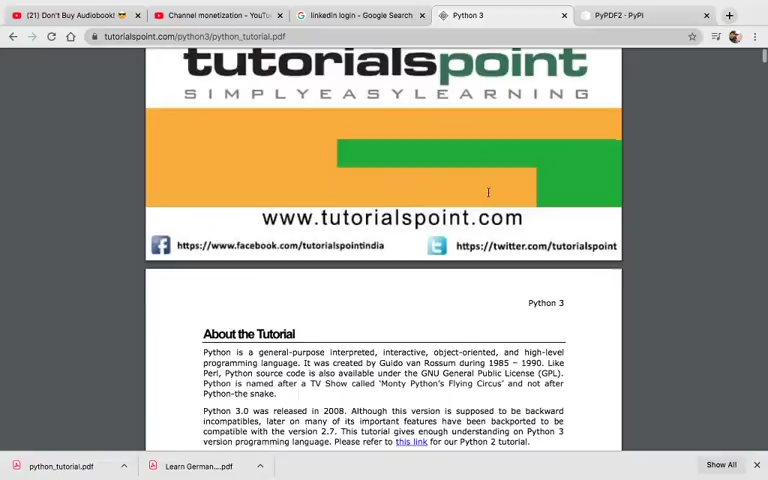 (21) Don't Buy Audiobook! 😎
Channel monetization - YouTu
linkedin login - Google Search
Python 3
PyPDF2 · PyPI
tutorialspoint.com/python3/python_tutorial.pdf
tutorialspoint
SIMPLYEASYLEARNING
www.tutorialspoint.com
https://www.facebook.com/tutorialspointindia
https://twitter.com/tutorialspoint
Python 3
About the Tutorial
Python is a general-purpose interpreted, interactive, object-oriented, and high-level
programming language. It was created by Guido van Rossum during 1985 – 1990. Like
Perl, Python source code is also available under the GNU General Public License (GPL).
Python is named after a TV Show called 'Monty Python's Flying Circus' and not after
Python-the snake.
Python 3.0 was released in 2008. Although this version is supposed to be backward
incompatibles, later on many of its important features have been backported to be
compatible with the version 2.7. This tutorial gives enough understanding on Python 3
version programming language. Please refer to this link for our Python 2 tutorial.
python_tutorial.pdf
Learn German....pdf
Show All